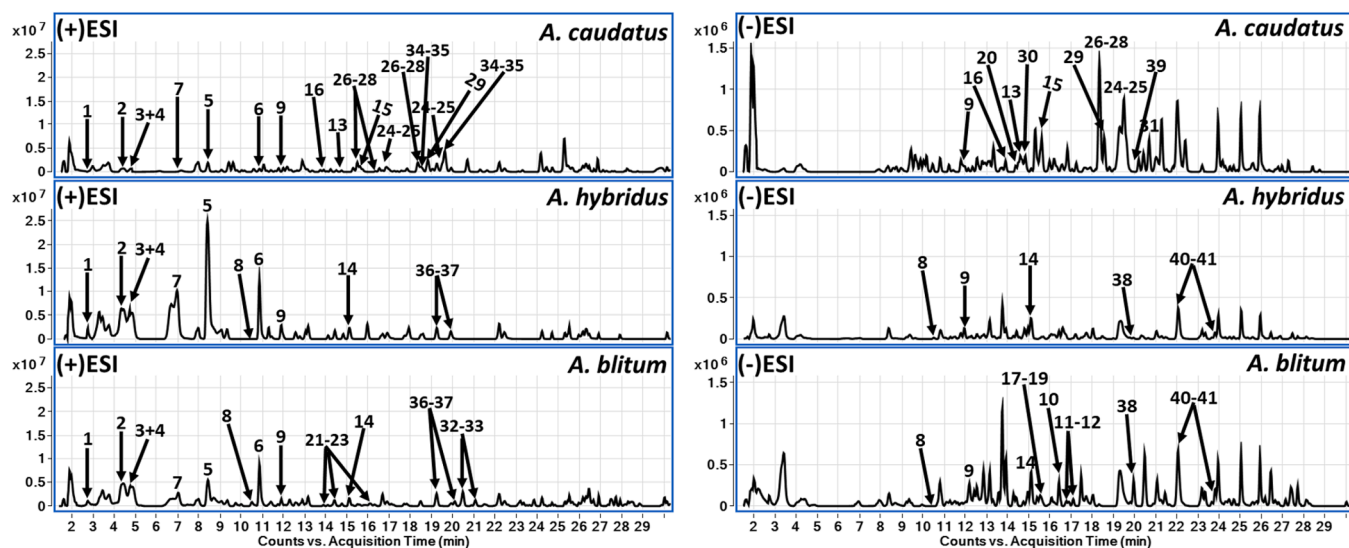 (+)ESI A. caudatus
x10^7
2.5
2
1.5
1
0.5
0
1 2 3+4 7 5 6 9 16 13 26-28 15 24-25 26-28 34-35 24-25 29 34-35
(-)ESI A. caudatus
x10^6
1.5
1
0.5
0
9 16 20 13 30 15 29 26-28 24-25 31 39
(+)ESI A. hybridus
x10^7
2.5
2
1.5
1
0.5
0
1 2 3+4 7 5 8 6 9 14 36-37
(-)ESI A. hybridus
x10^6
1.5
1
0.5
0
8 9 14 38 40-41
(+)ESI A. blitum
x10^7
2.5
2
1.5
1
0.5
0
1 2 3+4 7 5 8 6 9 21-23 14 36-37 32-33
2 3 4 5 6 7 8 9 10 11 12 13 14 15 16 17 18 19 20 21 22 23 24 25 26 27 28 29
Counts vs. Acquisition Time (min)
(-)ESI A. blitum
x10^6
1.5
1
0.5
0
8 9 17-19 14 10 11-12 38 40-41
2 3 4 5 6 7 8 9 10 11 12 13 14 15 16 17 18 19 20 21 22 23 24 25 26 27 28 29
Counts vs. Acquisition Time (min)